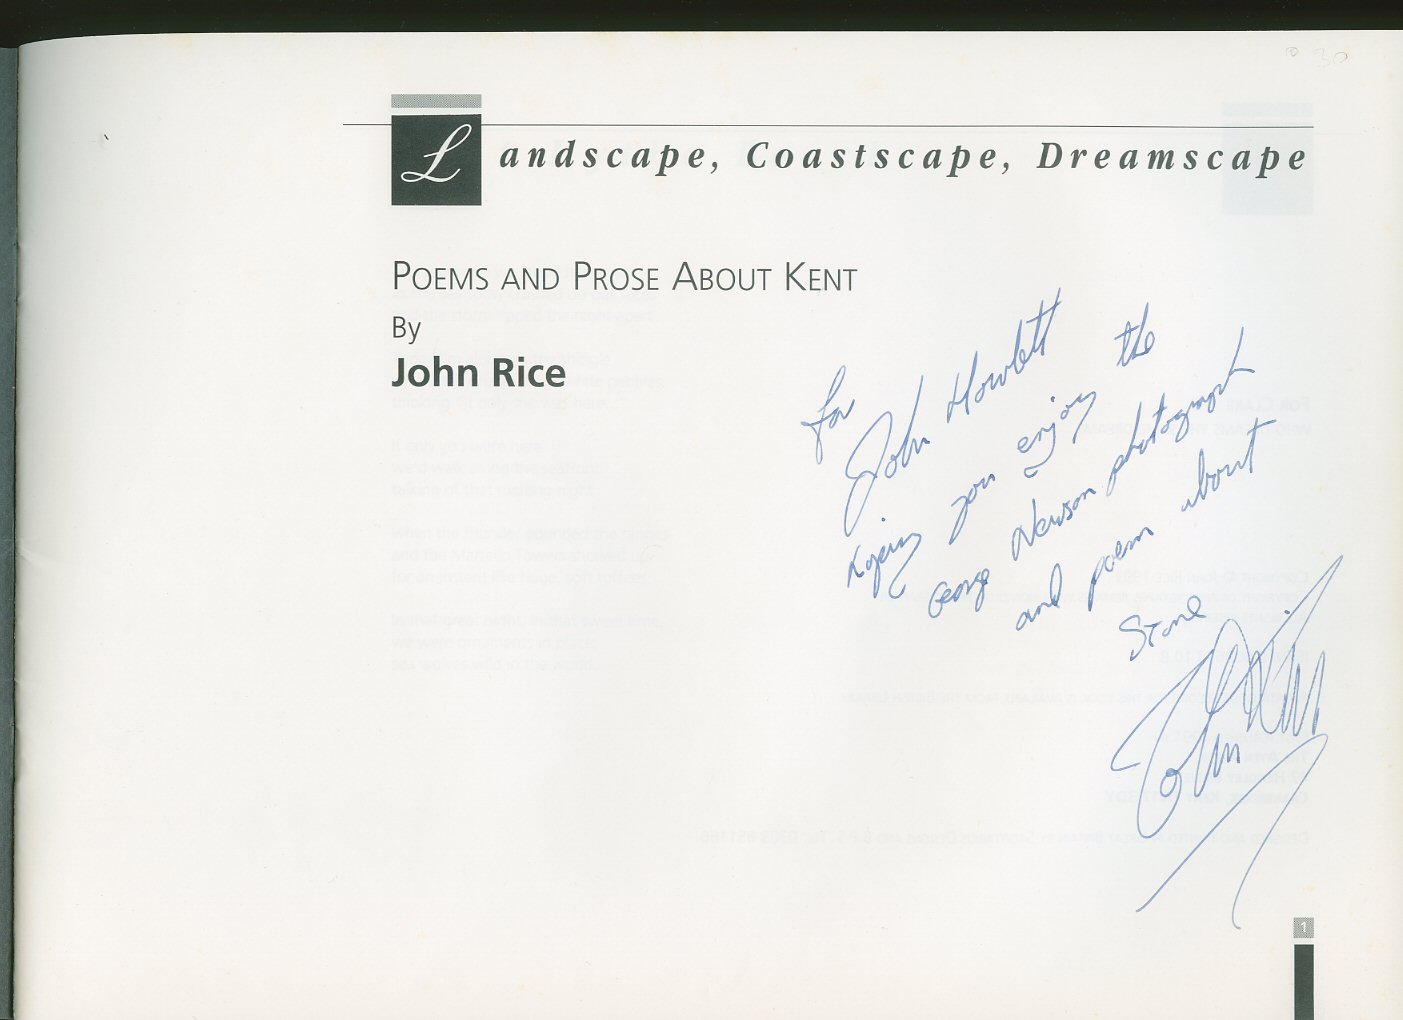 Landscape, Coastscape, Dreamscape
POEMS AND PROSE ABOUT KENT
By
John Rice
for
John Howlett
hoping you enjoy the
George Newson photograph
and poem about
Stone
John Rice
1